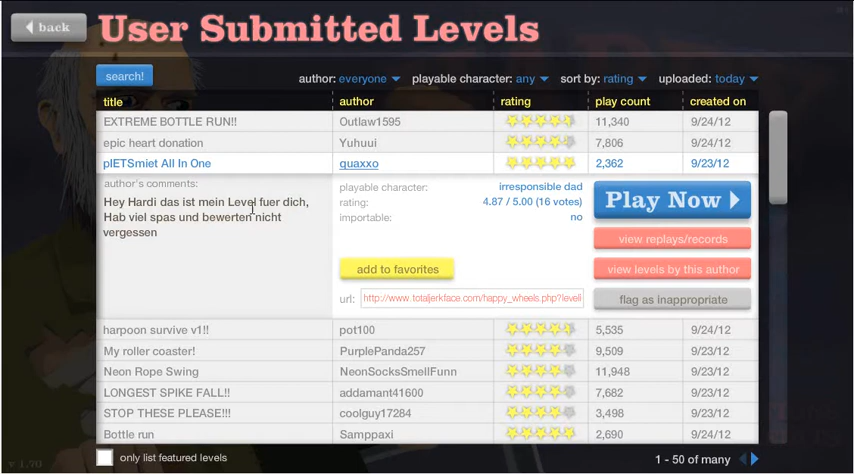 back
User Submitted Levels
search!
author: everyone playable character: any sort by: rating uploaded: today
title author rating play count created on
EXTREME BOTTLE RUN!! Outlaw1595 11,340 9/24/12
epic heart donation Yuhuui 7,806 9/24/12
pIETSmiet All In One quaxxo 2,362 9/23/12
author's comments:
Hey Hardi das ist mein Level fuer dich,
Hab viel spas und bewerten nicht
vergessen
playable character: irresponsible dad
rating: 4.87 / 5.00 (16 votes)
importable: no
add to favorites
url: http://www.totaljerkface.com/happy_wheels.php?levell
Play Now
view replays/records
view levels by this author
flag as inappropriate
harpoon survive v1!! pot100 5,535 9/24/12
My roller coaster! PurplePanda257 9,509 9/23/12
Neon Rope Swing NeonSocksSmellFunn 11,948 9/23/12
LONGEST SPIKE FALL!! addamant41600 7,682 9/23/12
STOP THESE PLEASE!!! coolguy17284 3,498 9/23/12
Bottle run Samppaxi 2,690 9/24/12
only list featured levels
1 - 50 of many
v 1.70